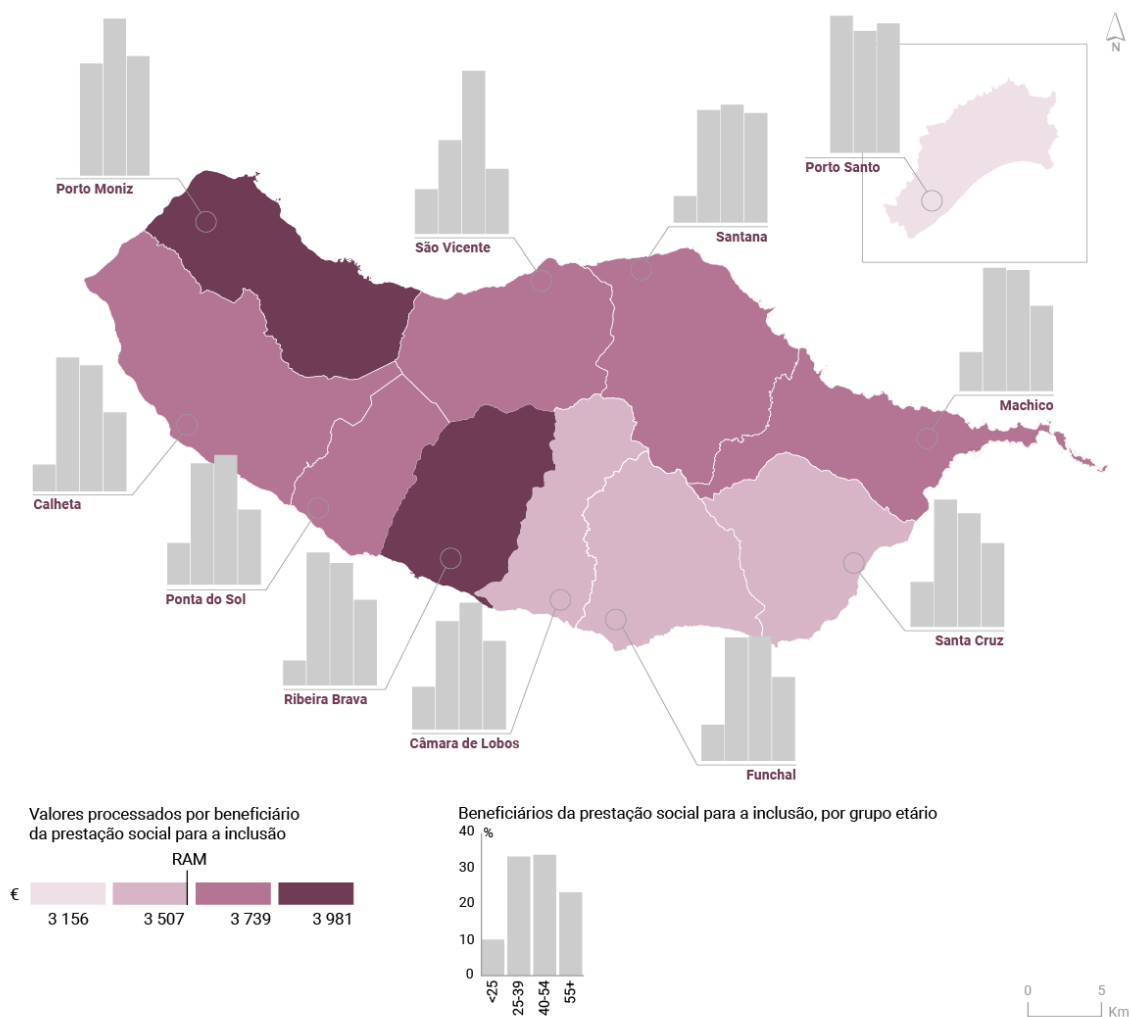 N
Porto Moniz
São Vicente
Santana
Porto Santo
Machico
Calheta
Ponta do Sol
Ribeira Brava
Câmara de Lobos
Funchal
Santa Cruz
Valores processados por beneficiário
da prestação social para a inclusão
RAM
€
3 156 3 507 3 739 3 981
Beneficiários da prestação social para a inclusão, por grupo etário
%
40
30
20
10
0
<25 25-39 40-54 55+
0 5
Km